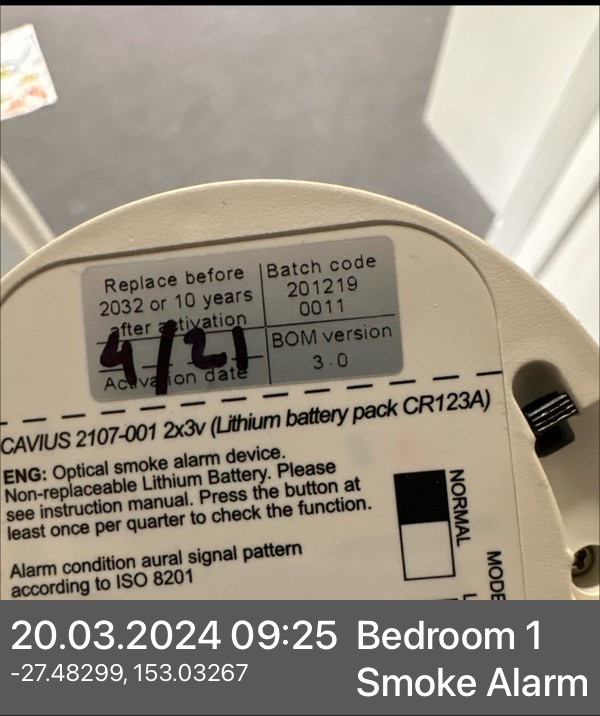 Replace before
2032 or 10 years
after activation
4/21
Activation date
Batch code
201219
0011
BOM version
3.0
CAVIUS 2107-001 2x3v (Lithium battery pack CR123A)
ENG: Optical smoke alarm device.
Non-replaceable Lithium Battery. Please
see instruction manual. Press the button at
least once per quarter to check the function.
Alarm condition aural signal pattern
according to ISO 8201
NORMAL
MODE
20.03.2024 09:25
-27.48299, 153.03267
Bedroom 1
Smoke Alarm